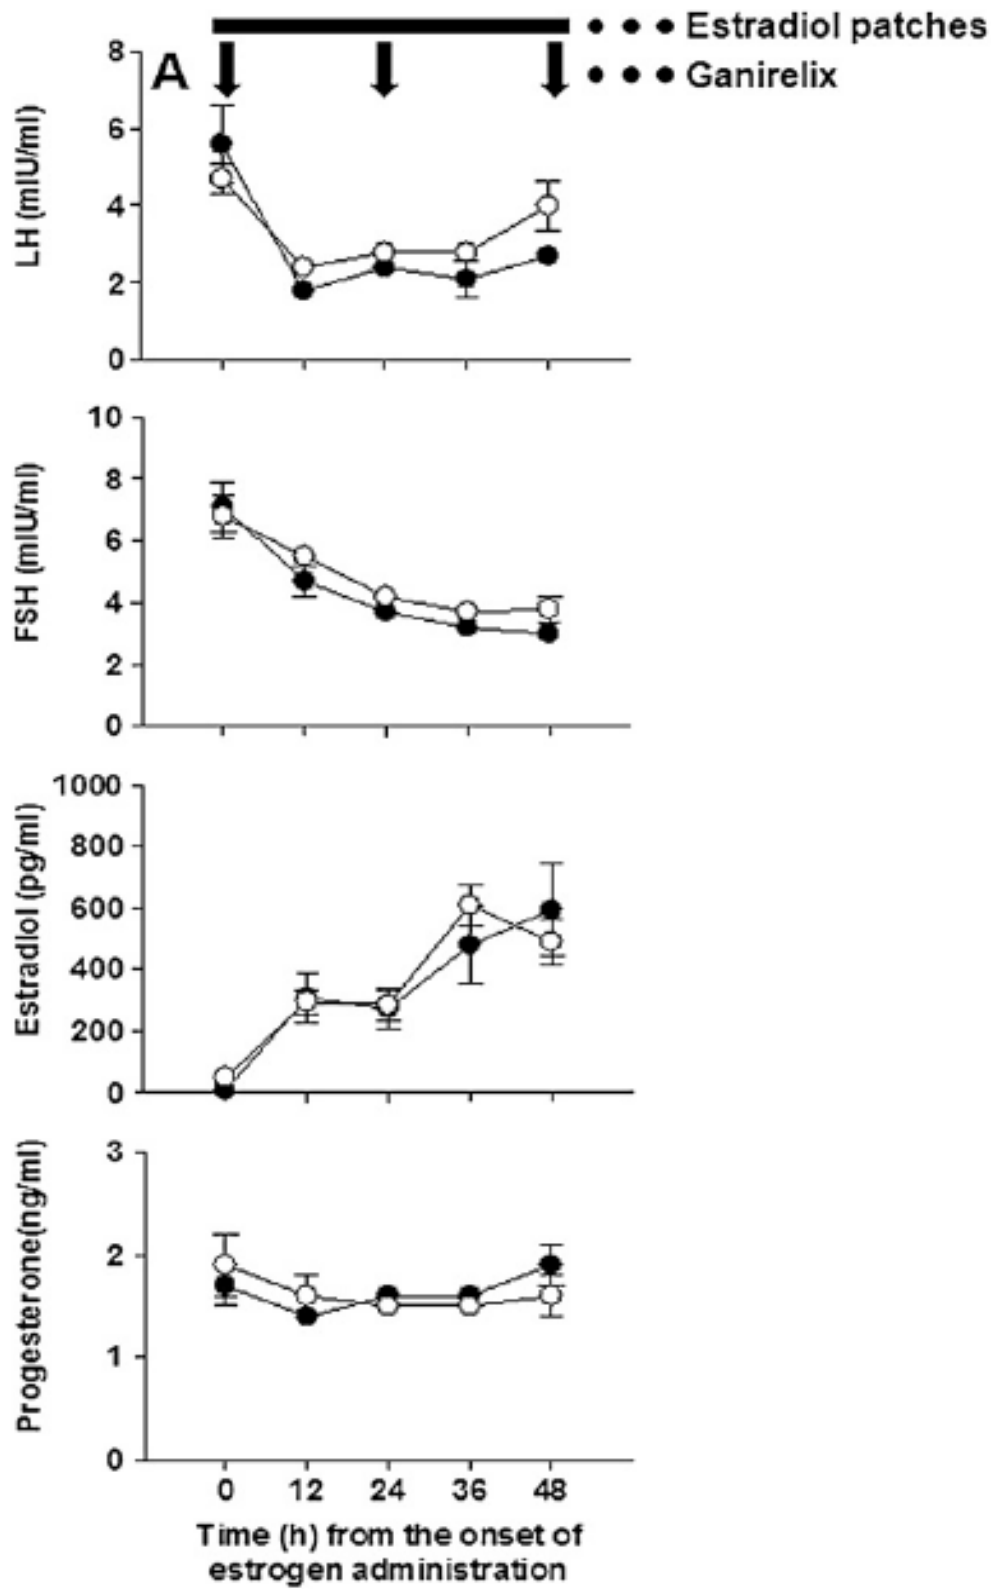 Estradiol patches
Ganirelix
A
LH (mIU/ml)
8
6
4
2
0
FSH (mIU/ml)
10
8
6
4
2
0
Estradiol (pg/ml)
1000
800
600
400
200
0
Progesterone(ng/ml)
3
2
1
0
0 12 24 36 48
Time (h) from the onset of
estrogen administration